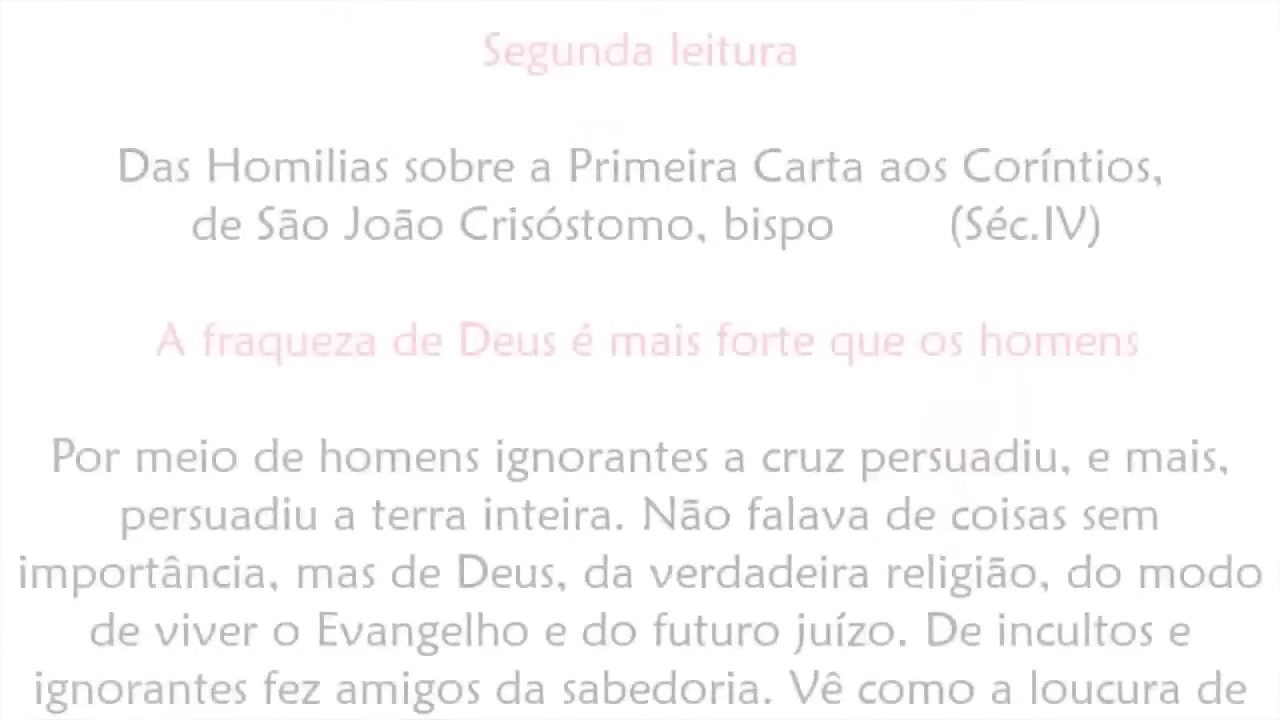 Segunda leitura
Das Homilias sobre a Primeira Carta aos Coríntios,
de São João Crisóstomo, bispo (Séc.IV)
A fraqueza de Deus é mais forte que os homens
Por meio de homens ignorantes a cruz persuadiu, e mais,
persuadiu a terra inteira. Não falava de coisas sem
importância, mas de Deus, da verdadeira religião, do modo
de viver o Evangelho e do futuro juízo. De incultos e
ignorantes fez amigos da sabedoria. Vê como a loucura de